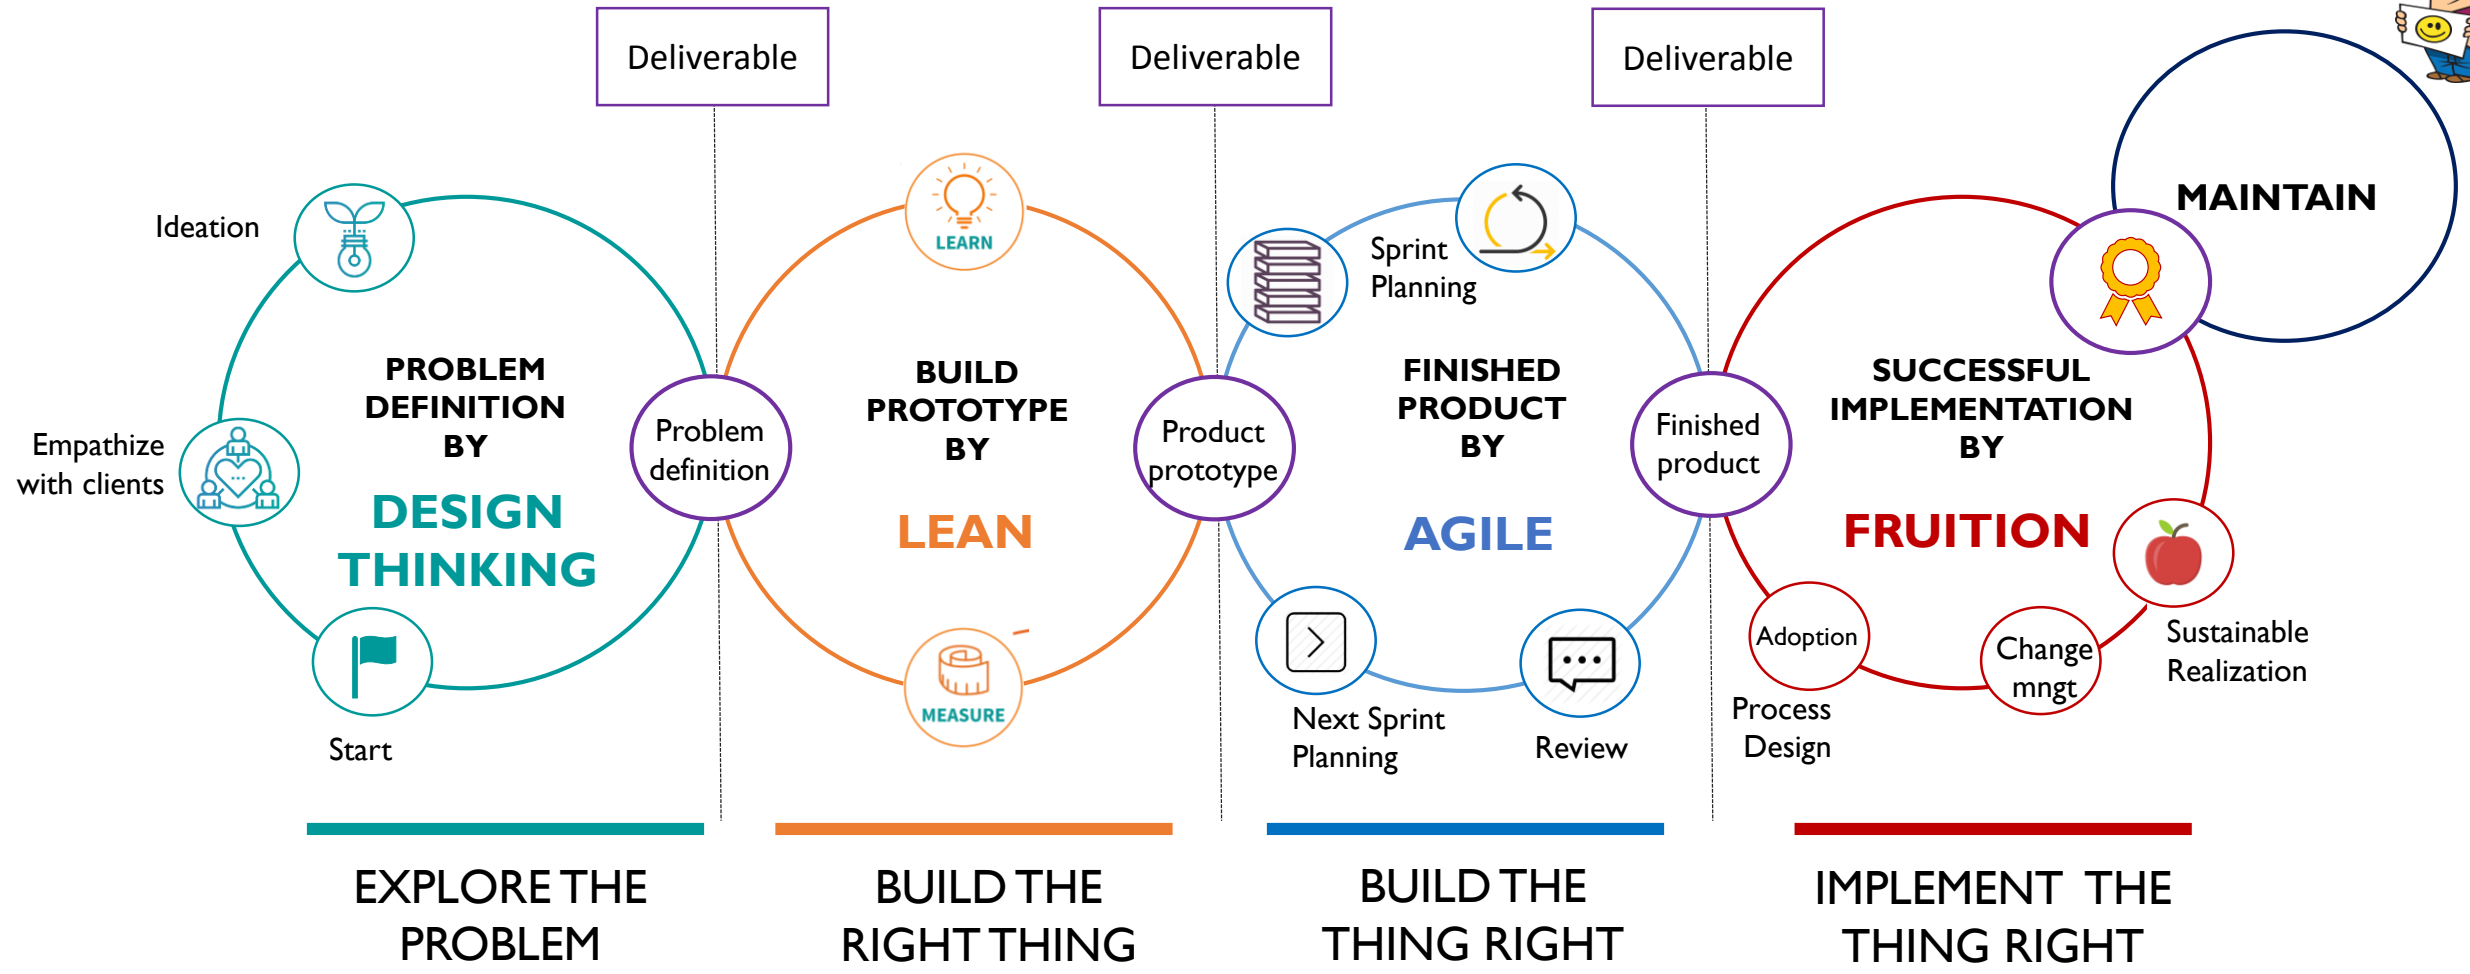 Deliverable
Deliverable
Deliverable
Ideation
Empathize
with clients
Start
PROBLEM
DEFINITION
BY
DESIGN
THINKING
Problem
definition
LEARN
BUILD
PROTOTYPE
BY
LEAN
MEASURE
Product
prototype
Sprint
Planning
FINISHED
PRODUCT
BY
AGILE
Next Sprint
Planning
Review
Finished
product
SUCCESSFUL
IMPLEMENTATION
BY
FRUITION
Adoption
Process
Design
Change
mngt
Sustainable
Realization
MAINTAIN
EXPLORE THE
PROBLEM
BUILD THE
RIGHT THING
BUILD THE
THING RIGHT
IMPLEMENT THE
THING RIGHT